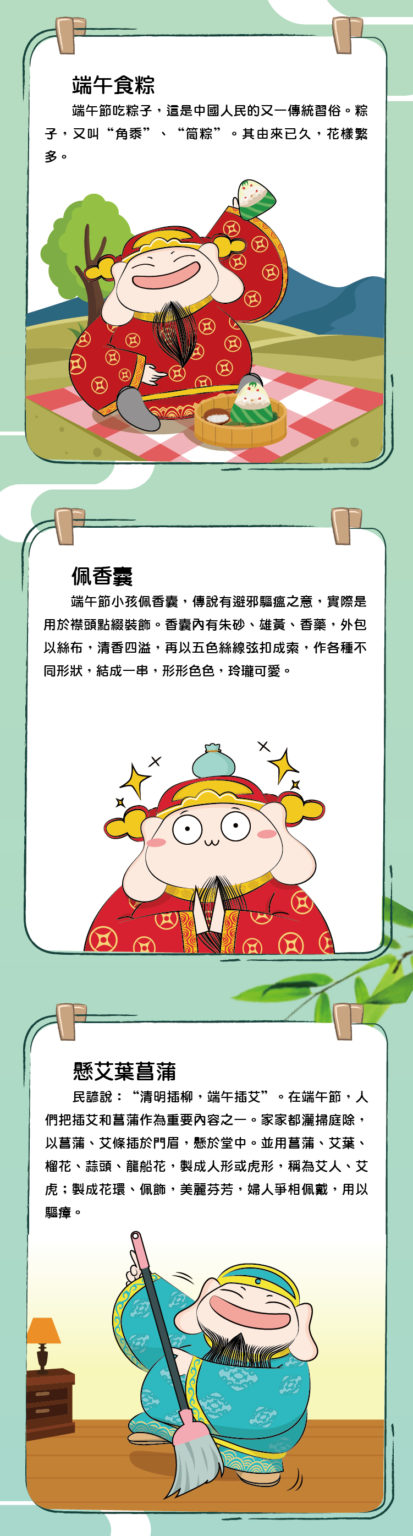 端午食粽
端午節吃粽子，這是中國人民的又一傳統習俗。粽
子，又叫“角黍”、“筒粽”。其由來已久，花樣繁
多。
佩香囊
端午節小孩佩香囊，傳說有避邪驅瘟之意，實際是
用於襟頭點綴裝飾。香囊內有朱砂、雄黃、香藥，外包
以絲布，清香四溢，再以五色絲線弦扣成索，作各種不
同形狀，結成一串，形形色色，玲瓏可愛。
懸艾葉菖蒲
民諺說：“清明插柳，端午插艾”。在端午節，人
們把插艾和菖蒲作為重要內容之一。家家都灑掃庭除，
以菖蒲、艾條插於門眉，懸於堂中。並用菖蒲、艾葉、
榴花、蒜頭、龍船花，製成人形或虎形，稱為艾人、艾
虎；製成花環、佩飾，美麗芬芳，婦人爭相佩戴，用以
驅瘴。